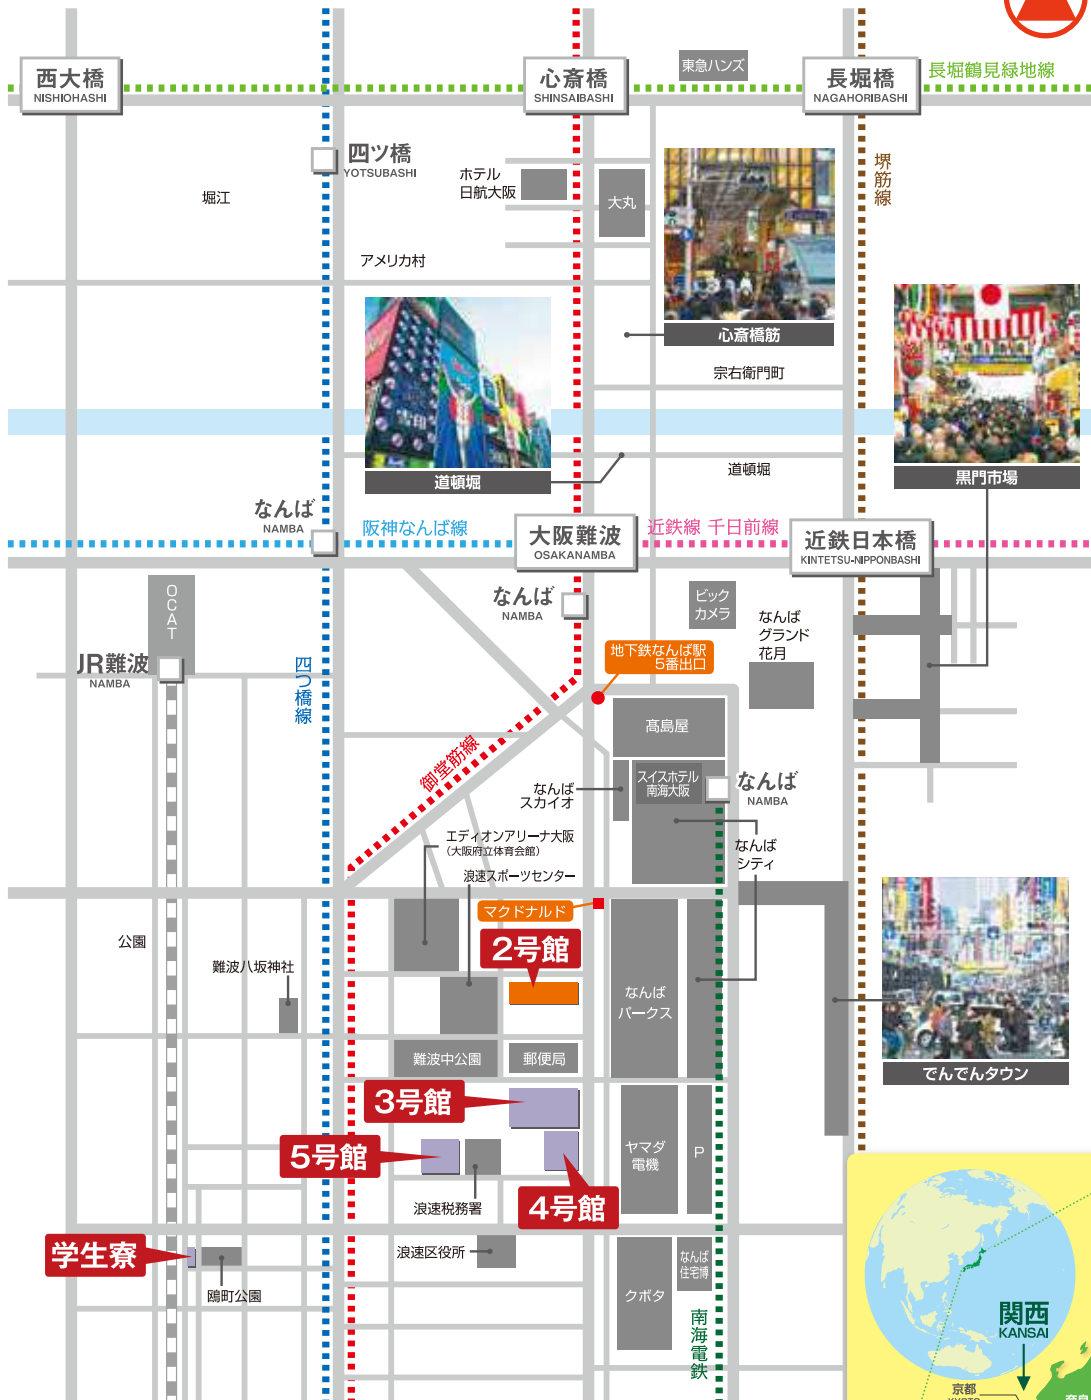 西大橋
NISHIOHASHI
心斎橋
SHINSAIBASHI
東急ハンズ
長堀橋
NAGAHORIBASHI
長堀鶴見緑地線
四ツ橋
YOTSUBASHI
堀江
ホテル
日航大阪
大丸
堺筋線
アメリカ村
心斎橋筋
宗右衛門町
道頓堀
道頓堀
黒門市場
なんば
NAMBA
阪神なんば線
大阪難波
OSAKANAMBA
近鉄線 千日前線
近鉄日本橋
KINTETSU-NIPPONBASHI
OCAT
なんば
NAMBA
ビック
カメラ
なんば
グランド
花月
JR難波
NAMBA
四つ橋線
地下鉄なんば駅
5番出口
髙島屋
御堂筋線
なんば
スカイオ
スイスホテル
南海大阪
なんば
NAMBA
なんば
シティ
エディオンアリーナ大阪
(大阪府立体育会館)
浪速スポーツセンター
マクドナルド
公園
2号館
難波八坂神社
なんば
パークス
難波中公園
郵便局
でんでんタウン
3号館
5号館
ヤマダ
電機
P
4号館
浪速税務署
学生寮
浪速区役所
鴎町公園
クボタ
なんば
住宅博
南海電鉄
関西
KANSAI
京都
KYOTO
奈良